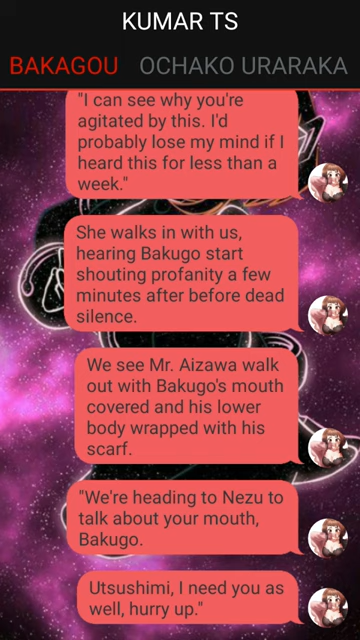 KUMAR TS
BAKAGOU OCHAKO URARAKA
"I can see why you're
agitated by this. I'd
probably lose my mind if I
heard this for less than a
week."
She walks in with us,
hearing Bakugo start
shouting profanity a few
minutes after before dead
silence.
We see Mr. Aizawa walk
out with Bakugo's mouth
covered and his lower
body wrapped with his
scarf.
"We're heading to Nezu to
talk about your mouth,
Bakugo.
Utsushimi, I need you as
well, hurry up."